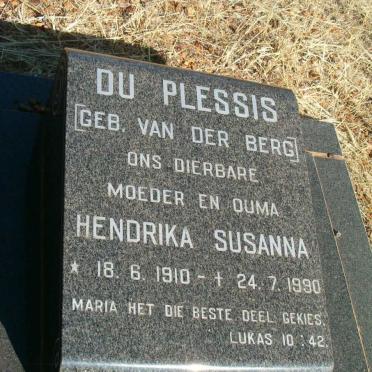 DU PLESSIS
[GEB. VAN DER BERG]
ONS DIERBARE
MOEDER EN OUMA
HENDRIKA SUSANNA
* 18. 6. 1910 - † 24. 7. 1990
MARIA HET DIE BESTE DEEL GEKIES.
LUKAS 10:42.